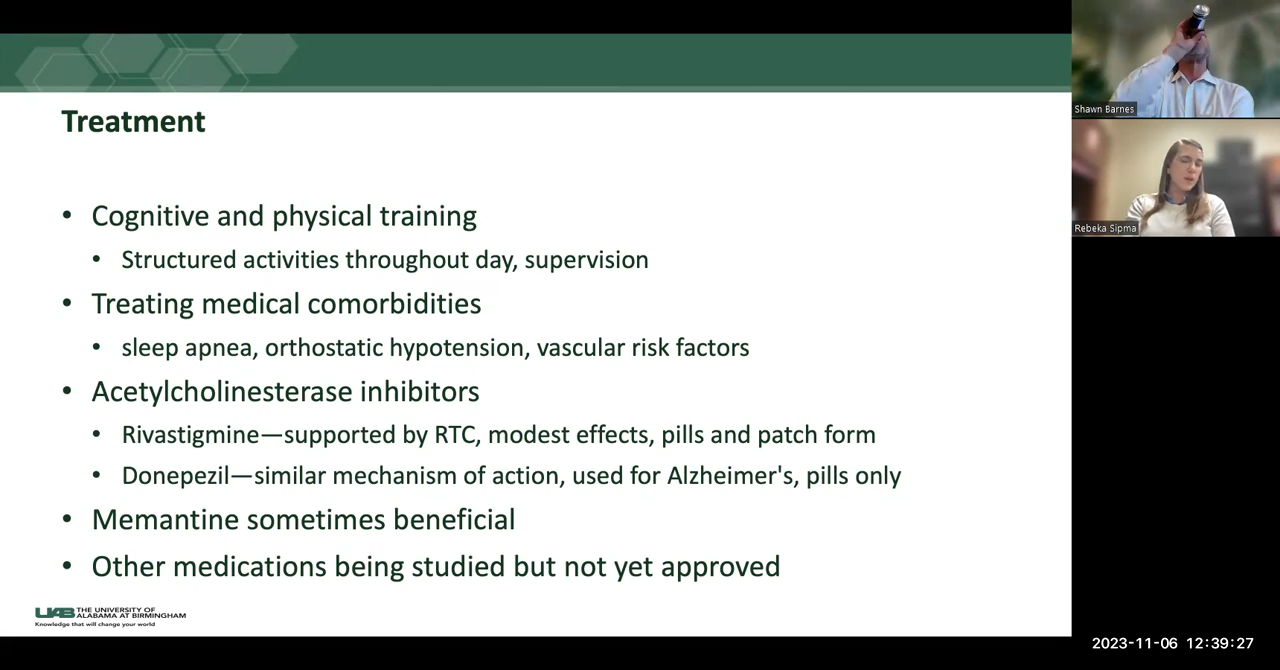 Treatment
• Cognitive and physical training
• Structured activities throughout day, supervision
• Treating medical comorbidities
• sleep apnea, orthostatic hypotension, vascular risk factors
• Acetylcholinesterase inhibitors
• Rivastigmine—supported by RTC, modest effects, pills and patch form
• Donepezil—similar mechanism of action, used for Alzheimer's, pills only
• Memantine sometimes beneficial
• Other medications being studied but not yet approved
UAB THE UNIVERSITY OF
ALABAMA AT BIRMINGHAM
Knowledge that will change your world
Shawn Barnes
Rebeka Sipma
2023-11-06 12:39:27